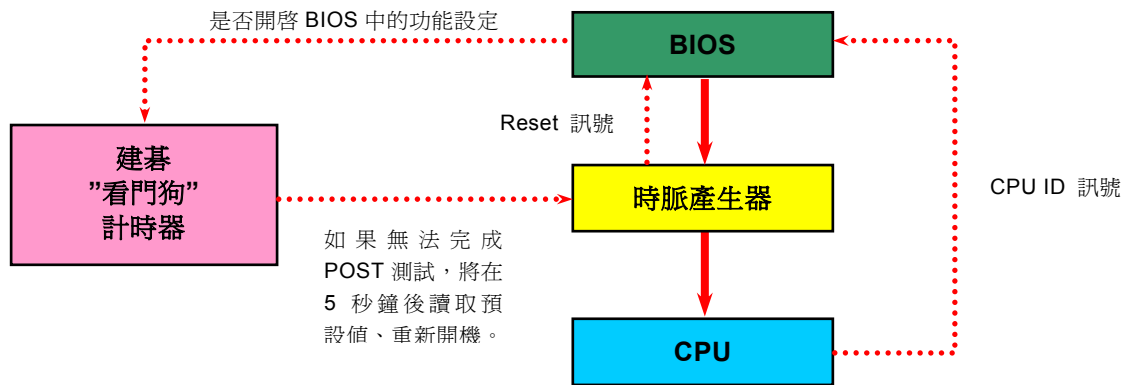 是否開啓 BIOS 中的功能設定
BIOS
Reset 訊號
建碁
”看門狗”
計時器
時脈產生器
CPU ID 訊號
如果無法完成
POST 測試，將在
5 秒鐘後讀取預
設值、重新開機。
CPU